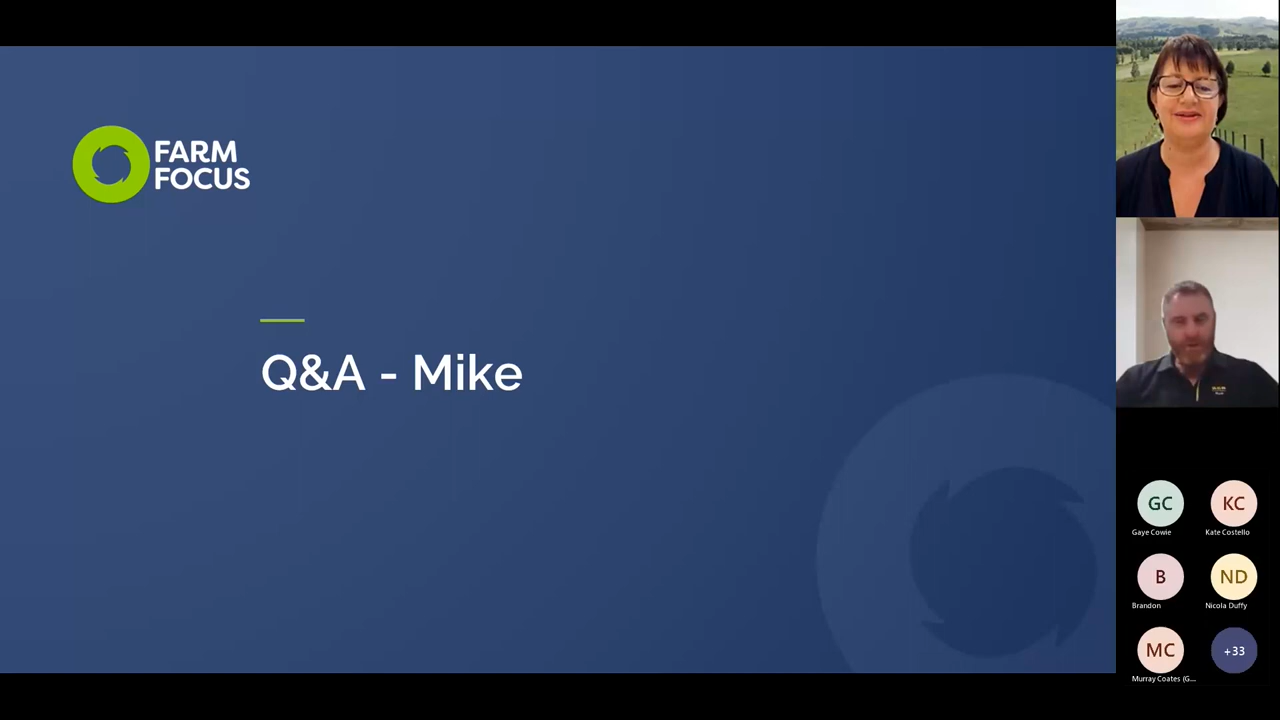 FARM
FOCUS
Q&A - Mike
GC
KC
Gaye Cowie
Kate Costello
B
ND
Brandon
Nicola Duffy
MC
+33
Murray Coates (G...